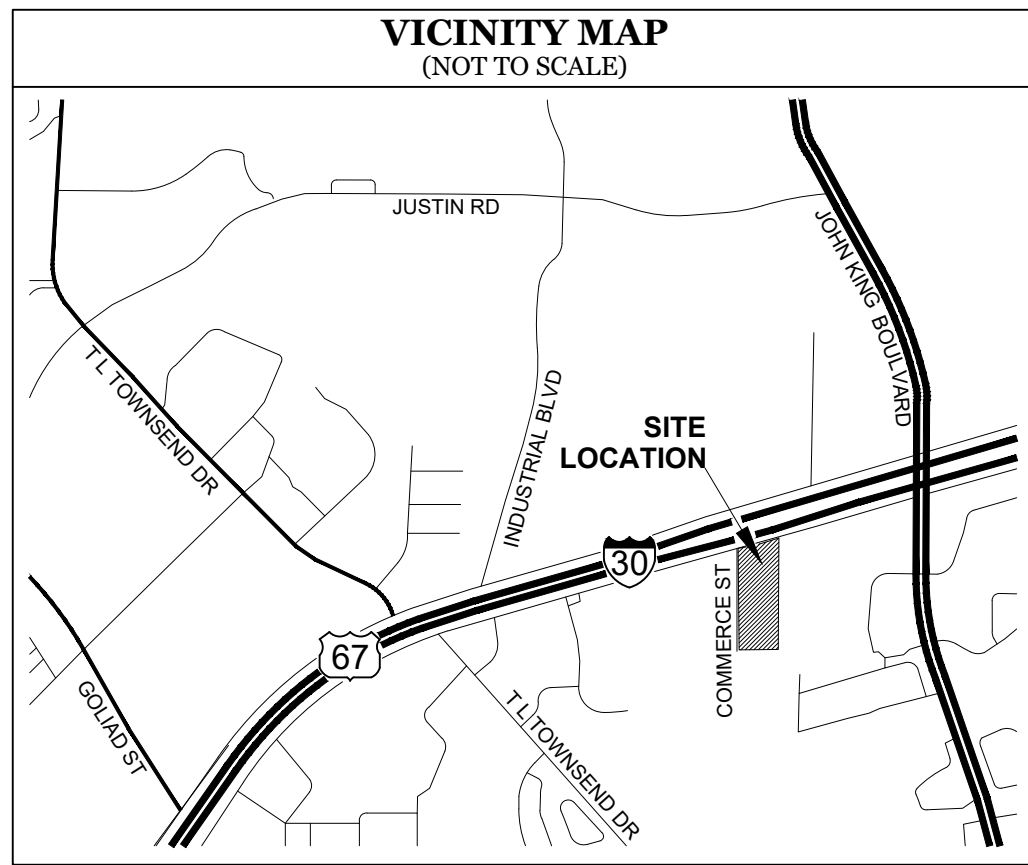 VICINITY MAP
(NOT TO SCALE)
JUSTIN RD
JOHN KING BOULVARD
T L TOWNSEND DR
INDUSTRIAL BLVD
SITE
LOCATION
30
COMMERCE ST
67
GOLIAD ST
T L TOWNSEND DR